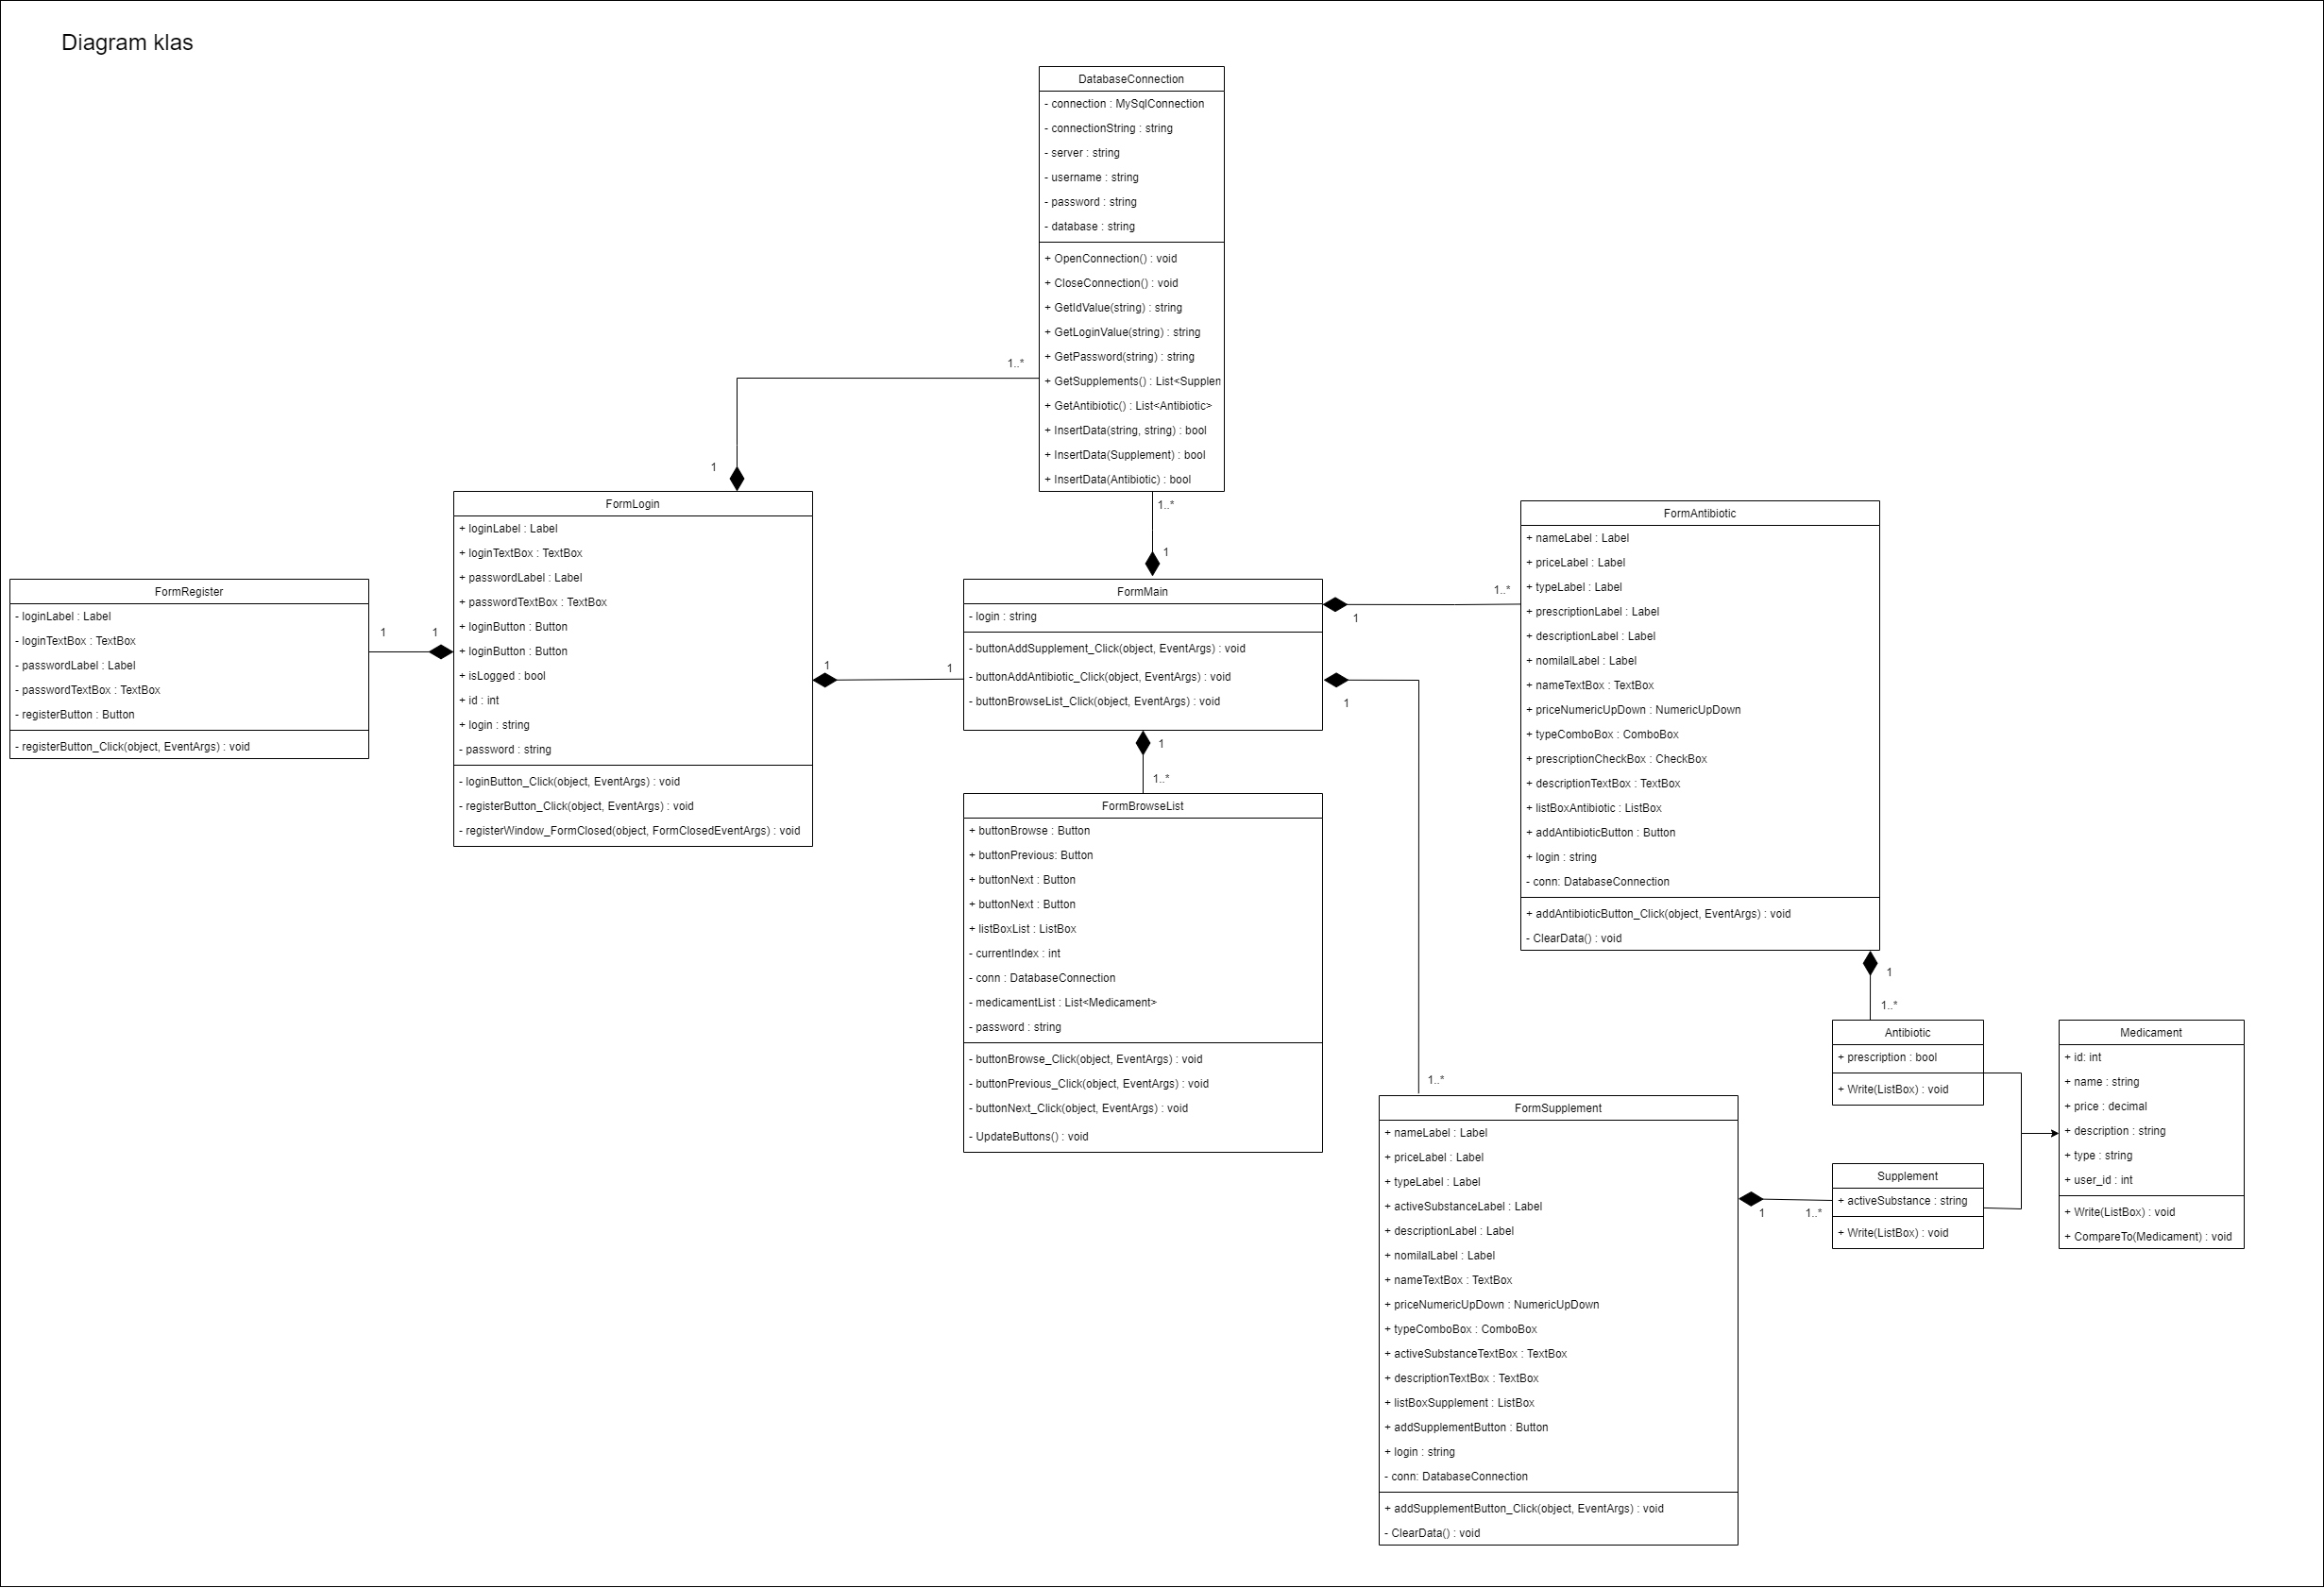 Diagram klas
DatabaseConnection
- connection : MySqlConnection
- connectionString : string
- server : string
- username : string
- password : string
- database : string
+ OpenConnection() : void
+ CloseConnection() : void
+ GetIdValue(string) : string
+ GetLoginValue(string) : string
+ GetPassword(string) : string
+ GetSupplements() : List<Supplen
+ GetAntibiotic() : List<Antibiotic>
+ InsertData(string, string) : bool
+ InsertData(Supplement) : bool
+ InsertData(Antibiotic) : bool
1..*
1
1..*
1
FormRegister
- loginLabel : Label
- loginTextBox : TextBox
- passwordLabel : Label
- passwordTextBox : TextBox
- registerButton : Button
- registerButton_Click(object, EventArgs) : void
1
1
FormLogin
+ loginLabel : Label
+ loginTextBox : TextBox
+ passwordLabel : Label
+ passwordTextBox : TextBox
+ loginButton : Button
+ loginButton : Button
+ isLogged : bool
+ id : int
+ login : string
- password : string
- loginButton_Click(object, EventArgs) : void
- registerButton_Click(object, EventArgs) : void
- registerWindow_FormClosed(object, FormClosedEventArgs) : void
1
1
FormMain
- login : string
- buttonAddSupplement_Click(object, EventArgs) : void
- buttonAddAntibiotic_Click(object, EventArgs) : void
- buttonBrowseList_Click(object, EventArgs) : void
1
1..*
1
1..*
1
1..*
FormBrowseList
+ buttonBrowse : Button
+ buttonPrevious: Button
+ buttonNext : Button
+ buttonNext : Button
+ listBoxList : ListBox
- currentIndex : int
- conn : DatabaseConnection
- medicamentList : List<Medicament>
- password : string
- buttonBrowse_Click(object, EventArgs) : void
- buttonPrevious_Click(object, EventArgs) : void
- buttonNext_Click(object, EventArgs) : void
- UpdateButtons() : void
FormAntibiotic
+ nameLabel : Label
+ priceLabel : Label
+ typeLabel : Label
+ prescriptionLabel : Label
+ descriptionLabel : Label
+ nomilalLabel : Label
+ nameTextBox : TextBox
+ priceNumericUpDown : NumericUpDown
+ typeComboBox : ComboBox
+ prescriptionCheckBox : CheckBox
+ descriptionTextBox : TextBox
+ listBoxAntibiotic : ListBox
+ addAntibioticButton : Button
+ login : string
- conn: DatabaseConnection
+ addAntibioticButton_Click(object, EventArgs) : void
- ClearData() : void
1
1..*
Antibiotic
+ prescription : bool
+ Write(ListBox) : void
Medicament
+ id: int
+ name : string
+ price : decimal
+ description : string
+ type : string
+ user_id : int
+ Write(ListBox) : void
+ CompareTo(Medicament) : void
FormSupplement
+ nameLabel : Label
+ priceLabel : Label
+ typeLabel : Label
+ activeSubstanceLabel : Label
+ descriptionLabel : Label
+ nomilalLabel : Label
+ nameTextBox : TextBox
+ priceNumericUpDown : NumericUpDown
+ typeComboBox : ComboBox
+ activeSubstanceTextBox : TextBox
+ descriptionTextBox : TextBox
+ listBoxSupplement : ListBox
+ addSupplementButton : Button
+ login : string
- conn: DatabaseConnection
+ addSupplementButton_Click(object, EventArgs) : void
- ClearData() : void
1
1..*
Supplement
+ activeSubstance : string
+ Write(ListBox) : void